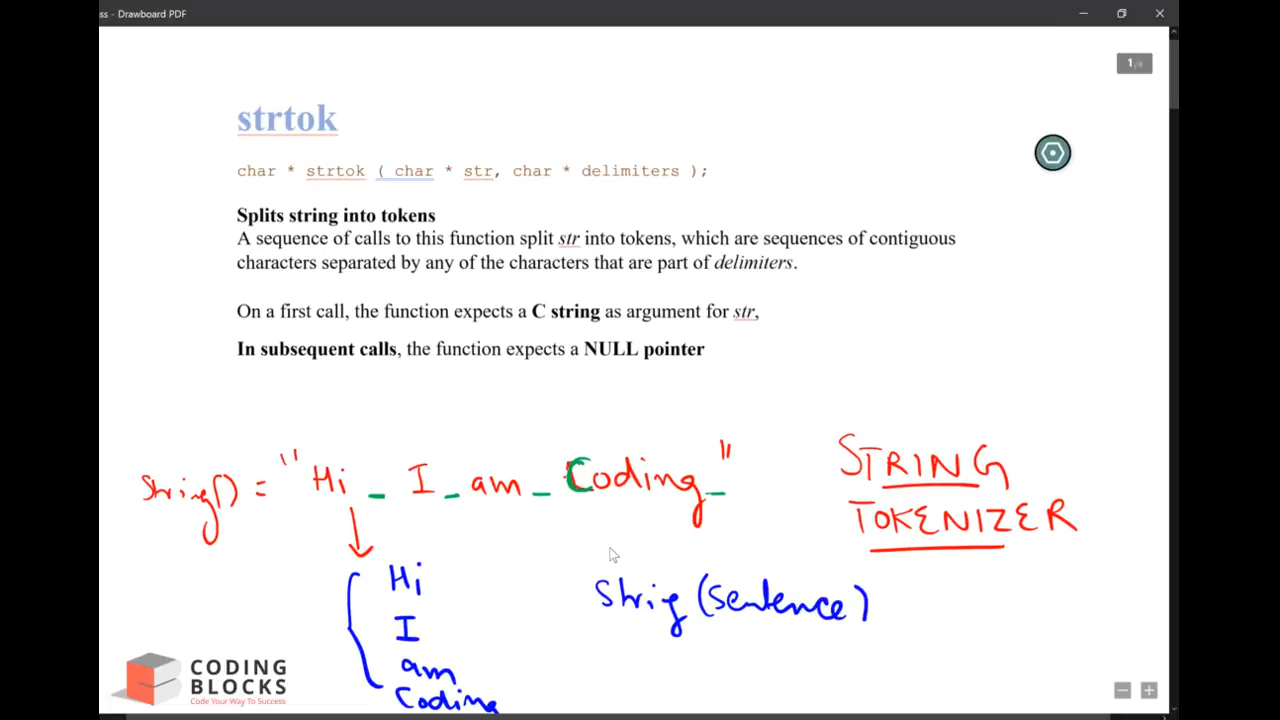 ss - Drawboard PDF
1/8
strtok
char * strtok ( char * str, char * delimiters );
Splits string into tokens
A sequence of calls to this function split str into tokens, which are sequences of contiguous
characters separated by any of the characters that are part of delimiters.
On a first call, the function expects a C string as argument for str,
In subsequent calls, the function expects a NULL pointer
String() = "Hi _ I _ am _ Coding _"
STRING
TOKENIZER
Hi
I
am
Coding
Strig (sentence)
CODING
BLOCKS
Code Your Way To Success